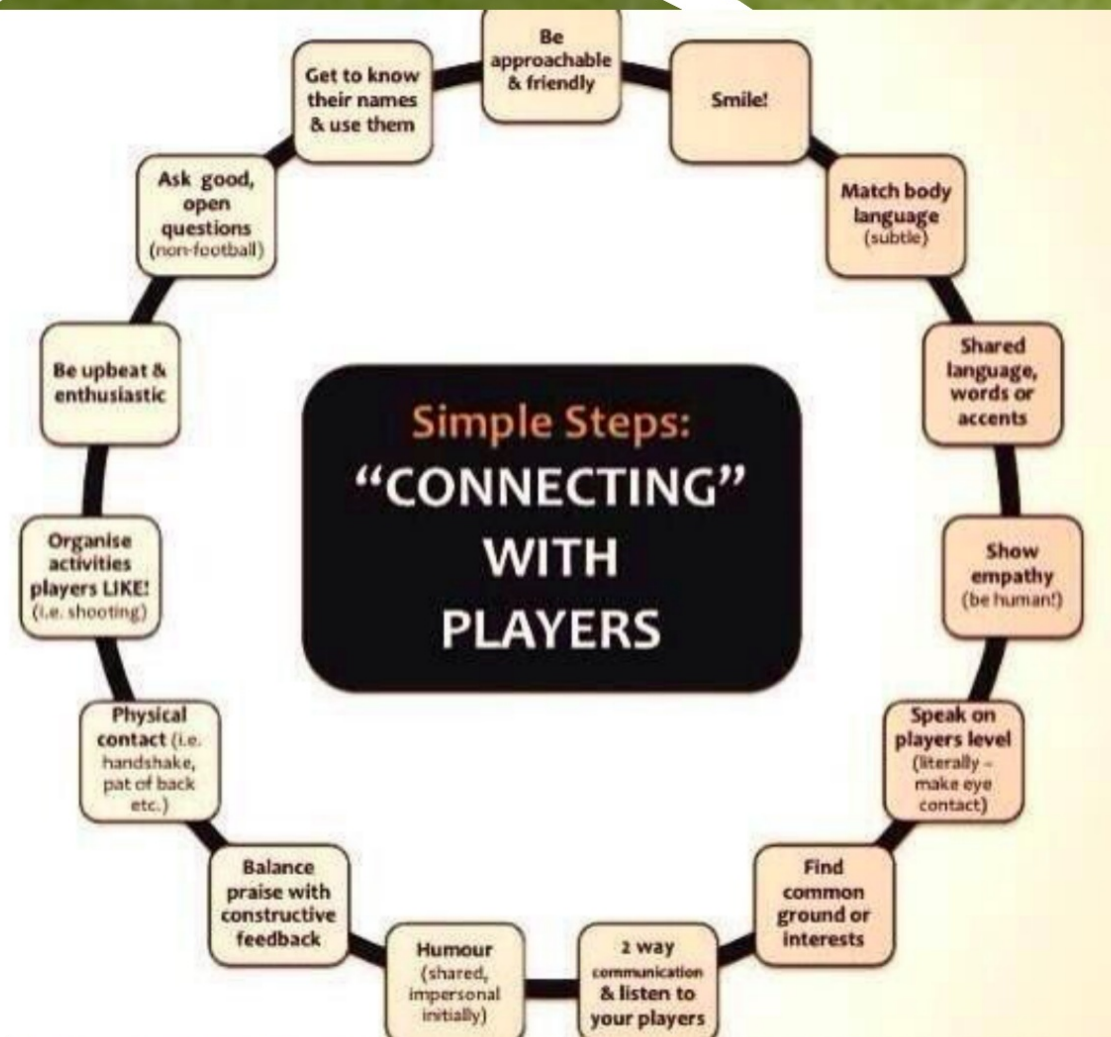 Be
approachable
& friendly
Smile!
Match body
language
(subtle)
Shared
language,
words or
accents
Show
empathy
(be human!)
Speak on
players level
(literally –
make eye
contact)
Find
common
ground or
interests
2 way
communication
& listen to
your players
Humour
(shared,
impersonal
initially)
Balance
praise with
constructive
feedback
Physical
contact (i.e.
handshake,
pat of back
etc.)
Organise
activities
players LIKE!
(i.e. shooting)
Be upbeat &
enthusiastic
Ask good,
open
questions
(non-football)
Get to know
their names
& use them
Simple Steps:
“CONNECTING”
WITH
PLAYERS